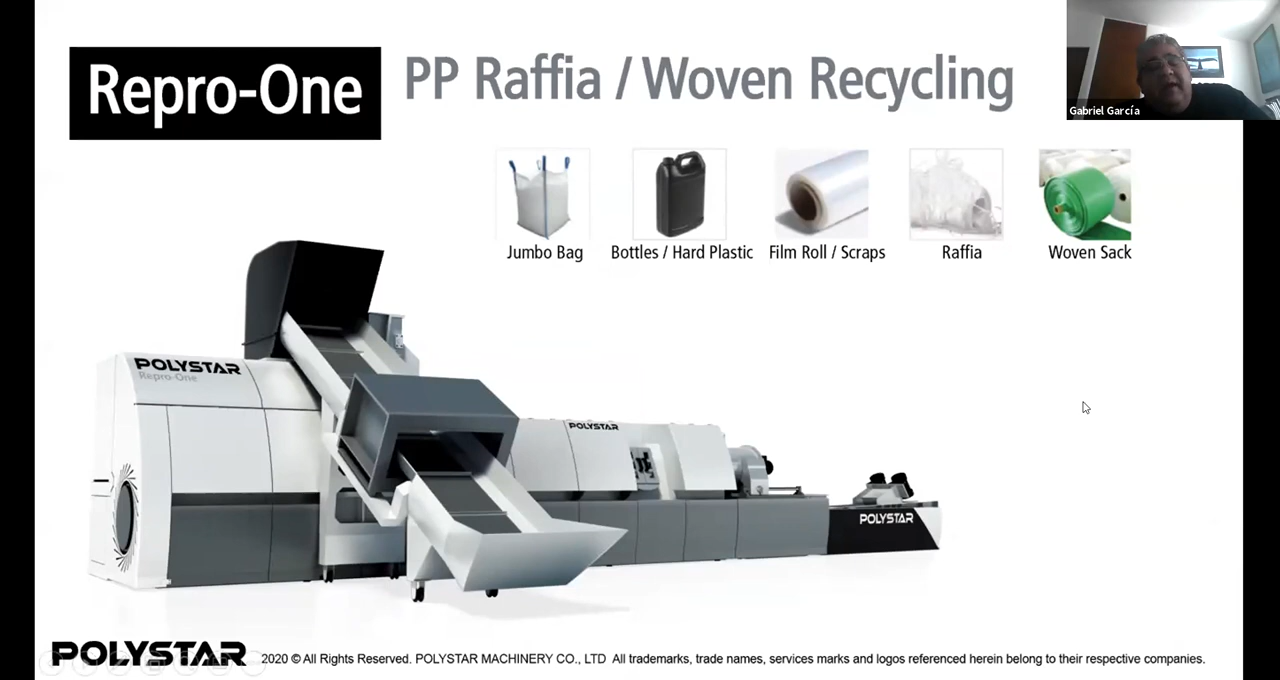 Repro-One
PP Raffia / Woven Recycling
Gabriel García
Jumbo Bag
Bottles / Hard Plastic
Film Roll / Scraps
Raffia
Woven Sack
POLYSTAR
Repro-One
POLYSTAR
POLYSTAR
POLYSTAR
2020 © All Rights Reserved. POLYSTAR MACHINERY CO., LTD All trademarks, trade names, services marks and logos referenced herein belong to their respective companies.